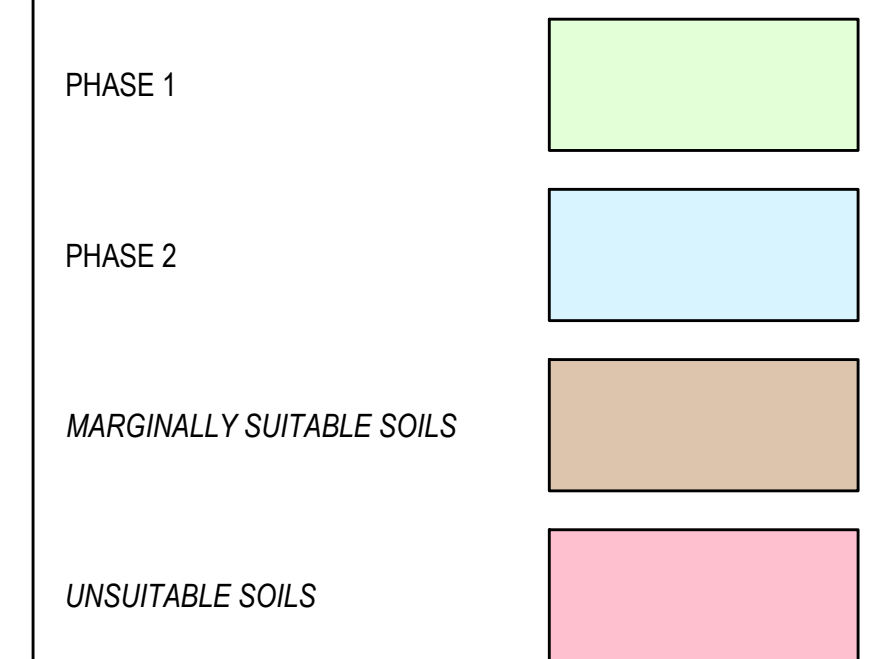 PHASE 1
PHASE 2
MARGINALLY SUITABLE SOILS
UNSUITABLE SOILS